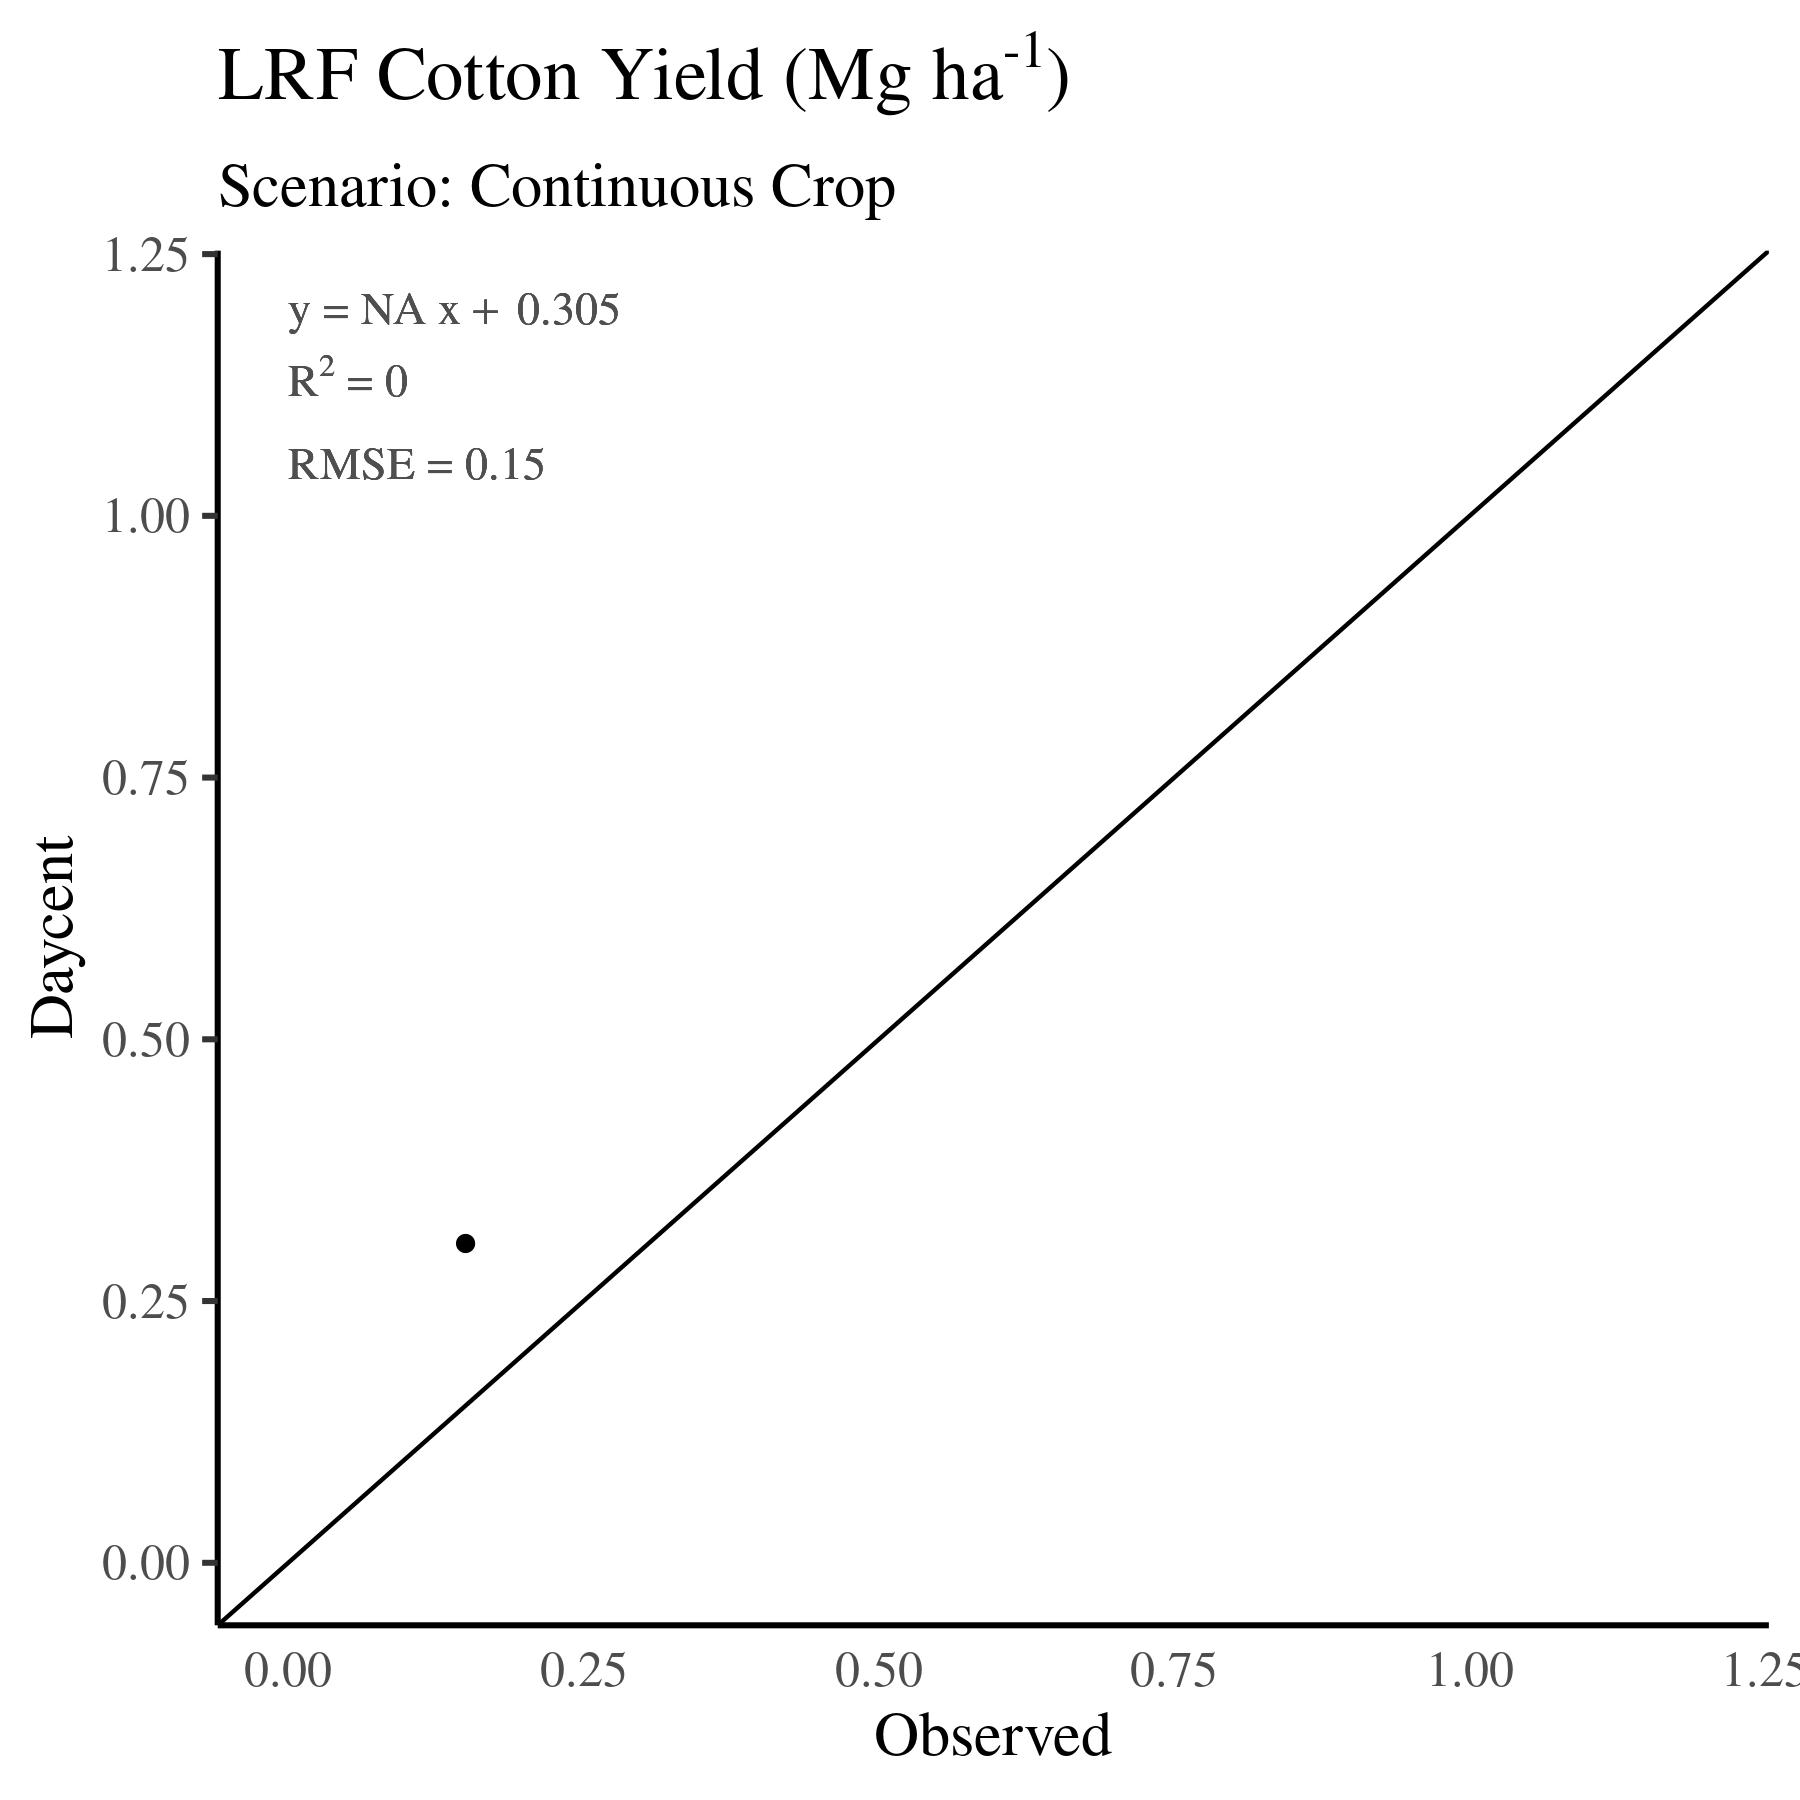 LRF Cotton Yield (Mg ha⁻¹)
Scenario: Continuous Crop
1.25
y = NA x + 0.305
R² = 0
RMSE = 0.15
1.00
0.75
Daycent
0.50
0.25
0.00
0.00 0.25 0.50 0.75 1.00 1.25
Observed